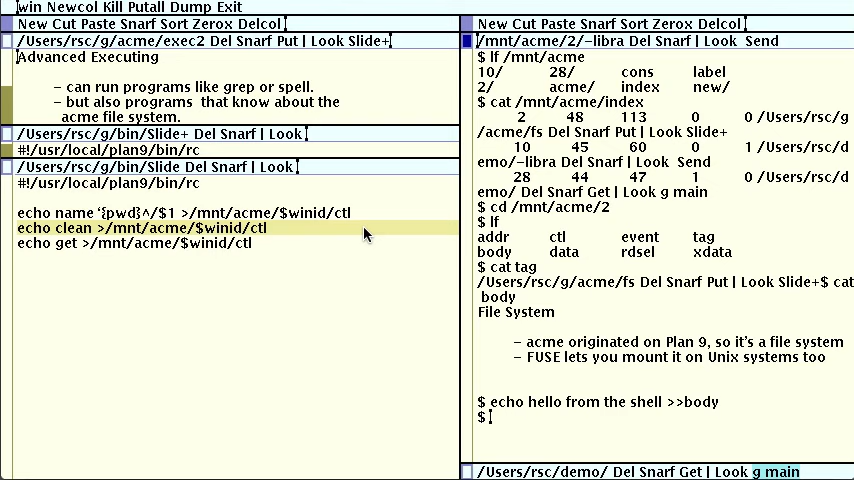 win Newcol Kill Putall Dump Exit
New Cut Paste Snarf Sort Zerox Delcol
/Users/rsc/g/acme/exec2 Del Snarf Put | Look Slide+
Advanced Executing
– can run programs like grep or spell.
– but also programs  that know about the
acme file system.
/Users/rsc/g/bin/Slide+ Del Snarf | Look
#!/usr/local/plan9/bin/rc
/Users/rsc/g/bin/Slide Del Snarf | Look
#!/usr/local/plan9/bin/rc
echo name `{pwd}^/$1 >/mnt/acme/$winid/ctl
echo clean >/mnt/acme/$winid/ctl
echo get >/mnt/acme/$winid/ctl
New Cut Paste Snarf Sort Zerox Delcol
/mnt/acme/2/–libra Del Snarf | Look  Send
$ lf /mnt/acme
10/ 28/ cons label
2/ acme/ index new/
$ cat /mnt/acme/index
2 48 113 0 0 /Users/rsc/g
/acme/fs Del Snarf Put | Look Slide+
10 45 60 0 1 /Users/rsc/d
emo/–libra Del Snarf | Look  Send
28 44 47 1 0 /Users/rsc/d
emo/ Del Snarf Get | Look g main
$ cd /mnt/acme/2
$ lf
addr ctl event tag
body data rdsel xdata
$ cat tag
/Users/rsc/g/acme/fs Del Snarf Put | Look Slide+$ cat
body
File System
– acme originated on Plan 9, so it's a file system
– FUSE lets you mount it on Unix systems too
$ echo hello from the shell >>body
$
/Users/rsc/demo/ Del Snarf Get | Look g main